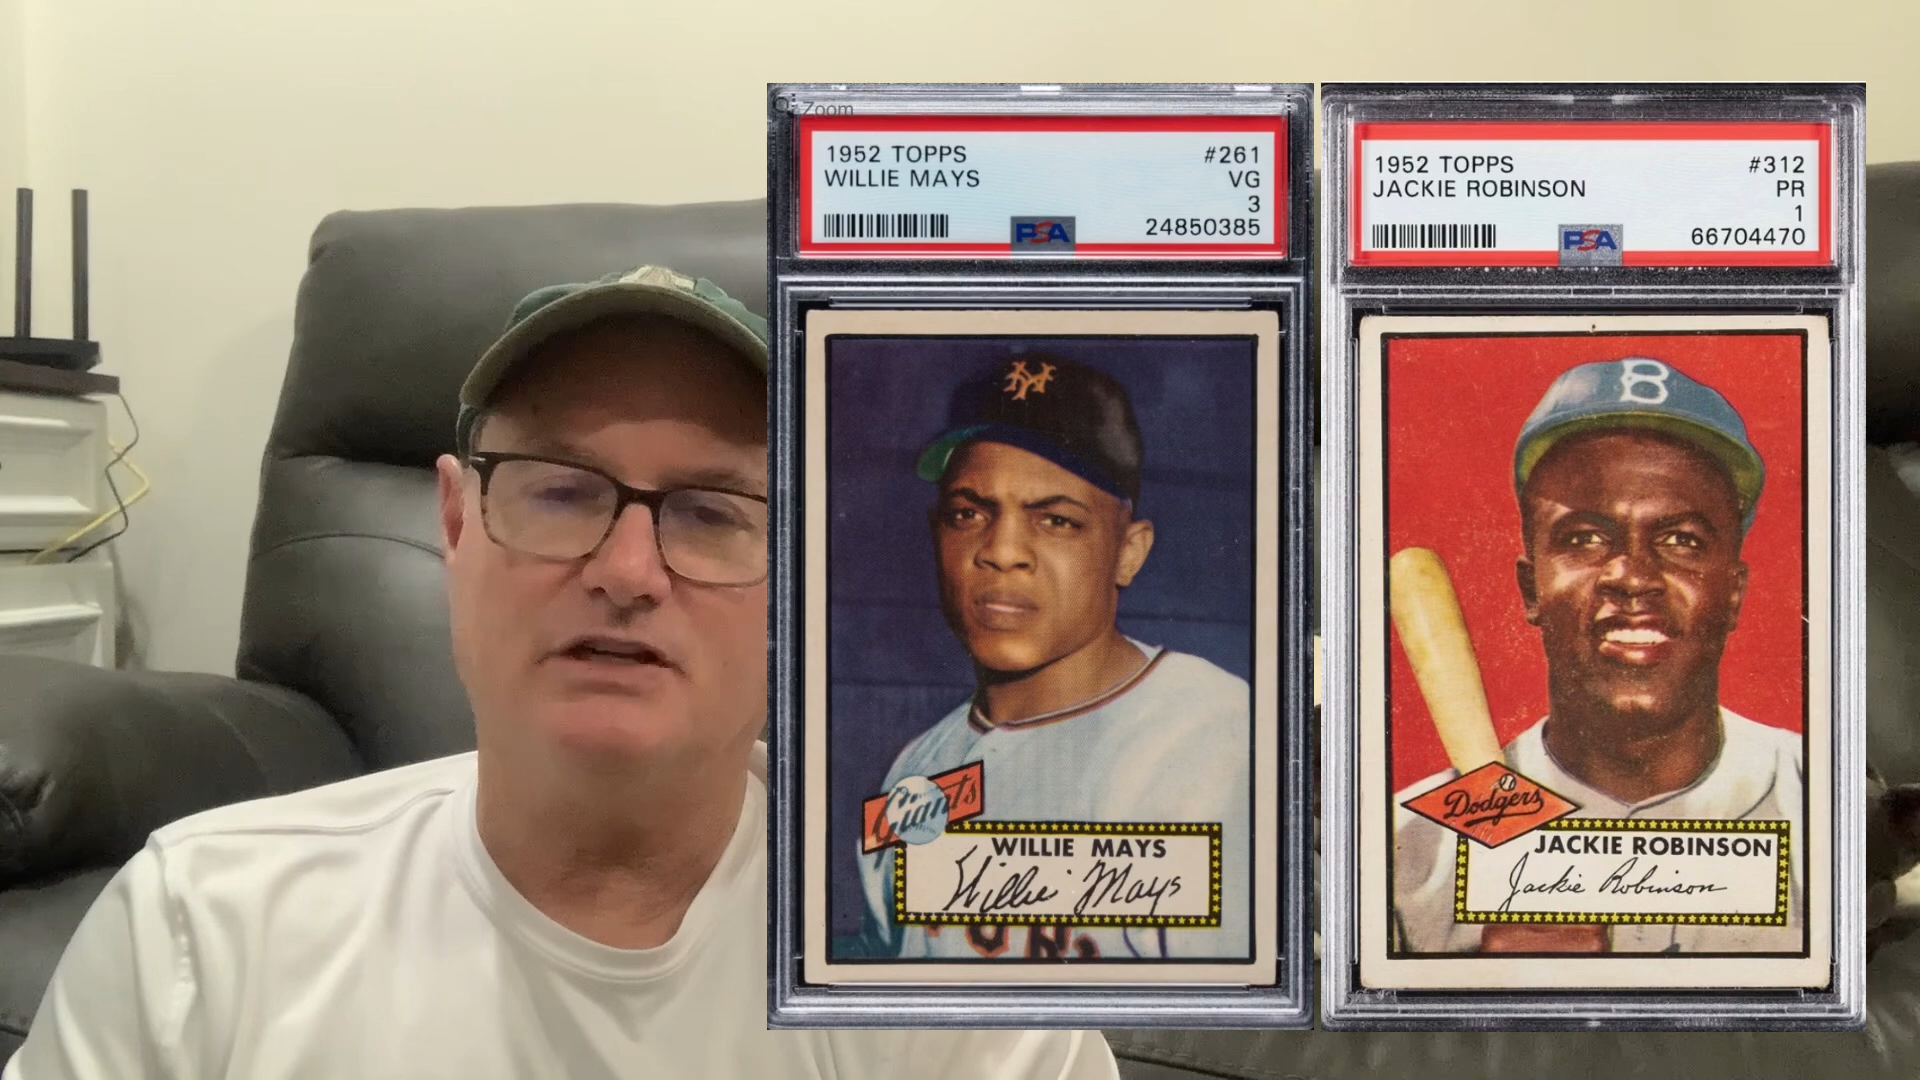 Zoom
1952 TOPPS #261
WILLIE MAYS VG
3
PSA 24850385
NY
Giants
WILLIE MAYS
Willie Mays
1952 TOPPS #312
JACKIE ROBINSON PR
1
PSA 66704470
B
Dodgers
JACKIE ROBINSON
Jackie Robinson